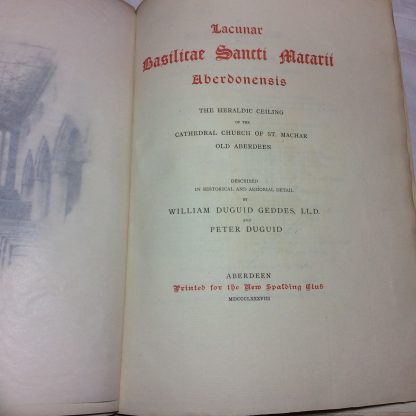 Lacunar
Basilicae Sancti Macarii
Aberdonensis
THE HERALDIC CEILING
OF THE
CATHEDRAL CHURCH OF ST. MACHAR
OLD ABERDEEN
DESCRIBED
IN HISTORICAL AND ARMORIAL DETAIL
BY
WILLIAM DUGUID GEDDES, LL.D.
AND
PETER DUGUID
ABERDEEN
Printed for the New Spalding Club
MDCCCLXXXVIII